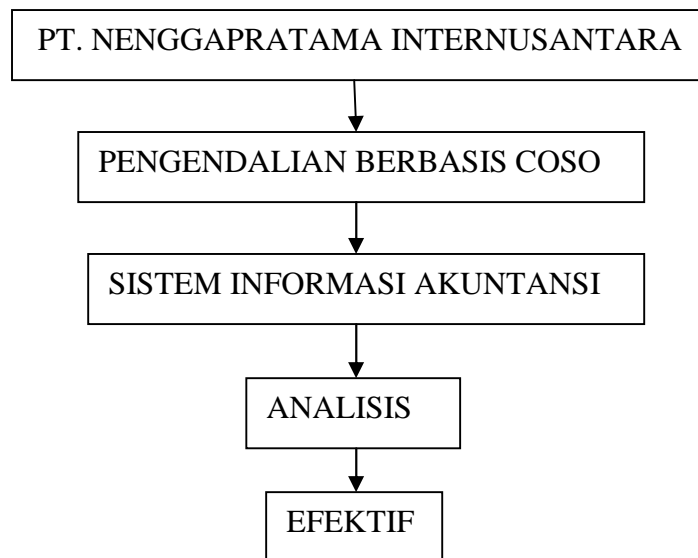 PT. NENGGAPRATAMA INTERNUSANTARA
PENGENDALIAN BERBASIS COSO
SISTEM INFORMASI AKUNTANSI
ANALISIS
EFEKTIF